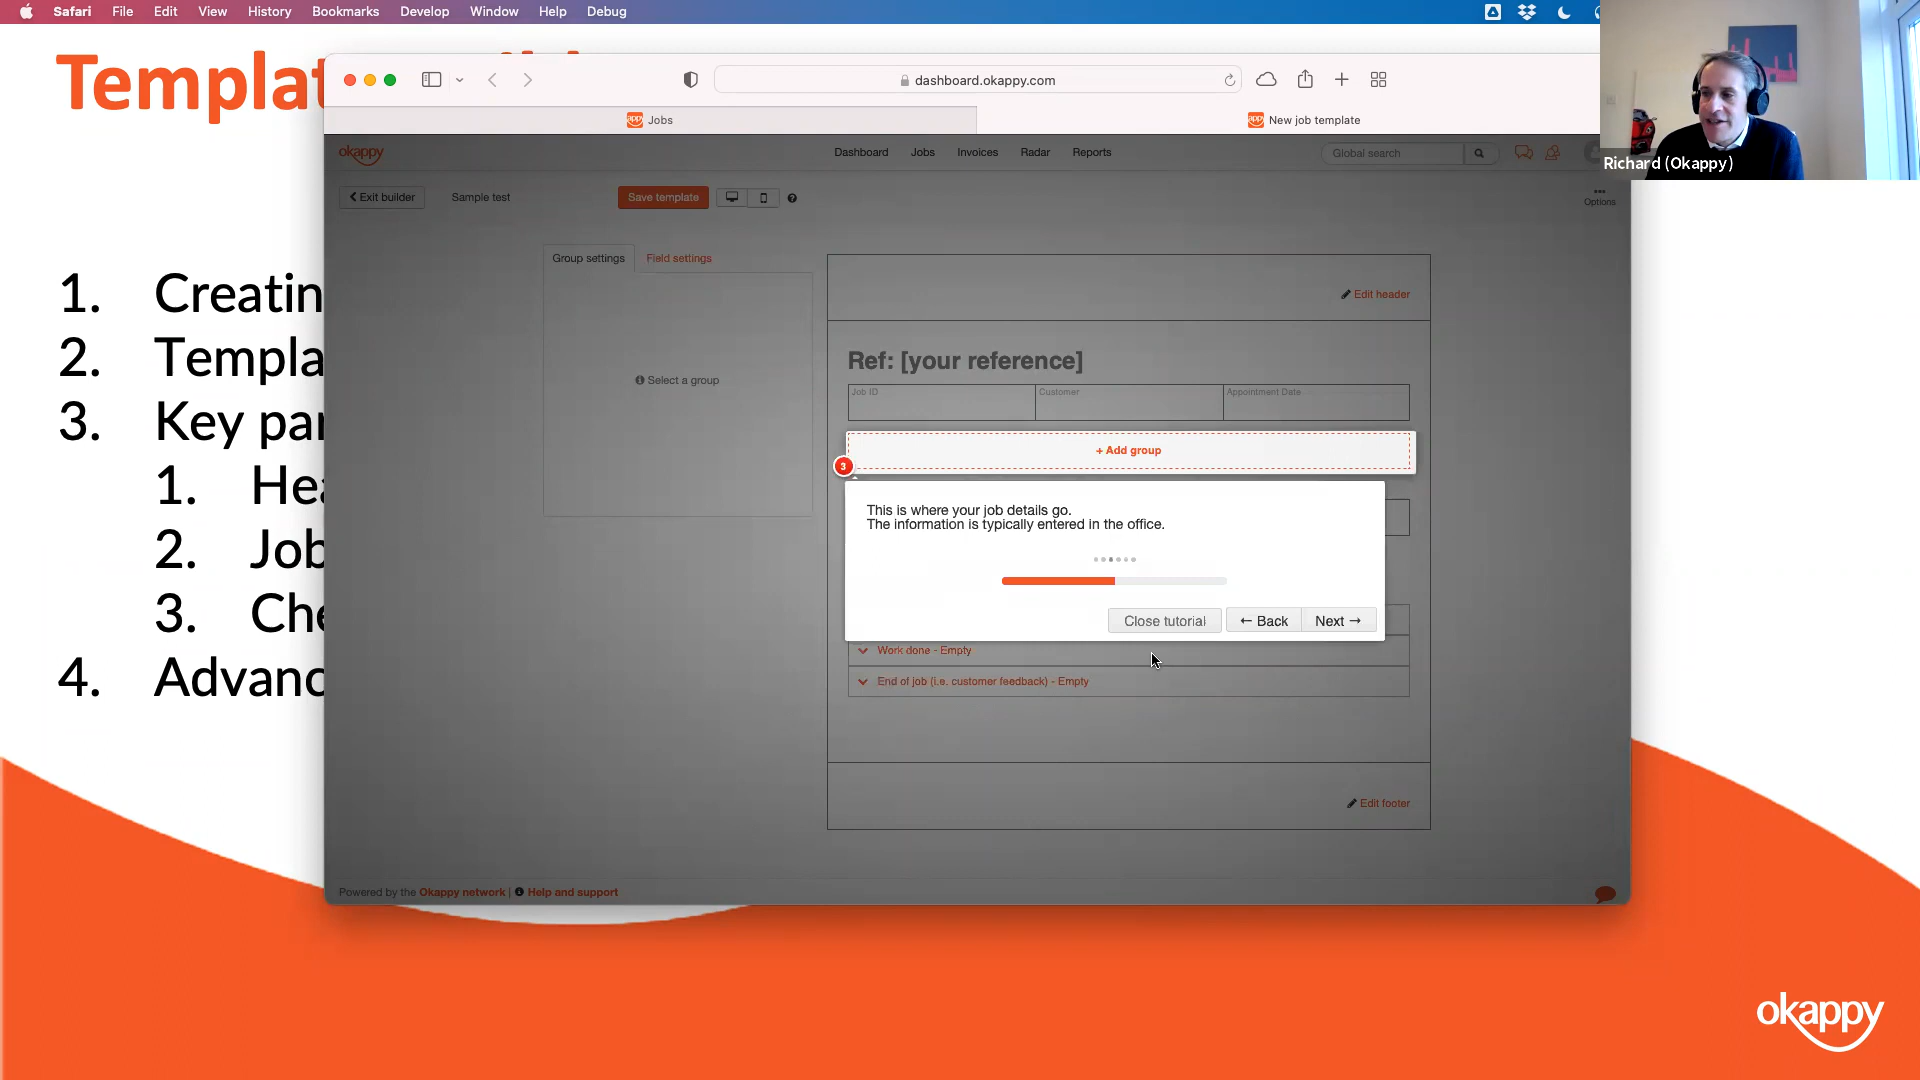 Safari File Edit View History Bookmarks Develop Window Help Debug
dashboard.okappy.com
Jobs
New job template
Richard (Okappy)
okappy
Dashboard Jobs Invoices Radar Reports
Global search
Exit builder
Sample test
Save template
Options
Group settings
Field settings
Select a group
Edit header
Ref: [your reference]
Job ID
Customer
Appointment Date
+ Add group
3
This is where your job details go.
The information is typically entered in the office.
Close tutorial
← Back
Next →
Work done - Empty
End of job (i.e. customer feedback) - Empty
Edit footer
Powered by the Okappy network | Help and support
1. Creatin
2. Templa
3. Key par
1. Hea
2. Job
3. Che
4. Advanc
okappy